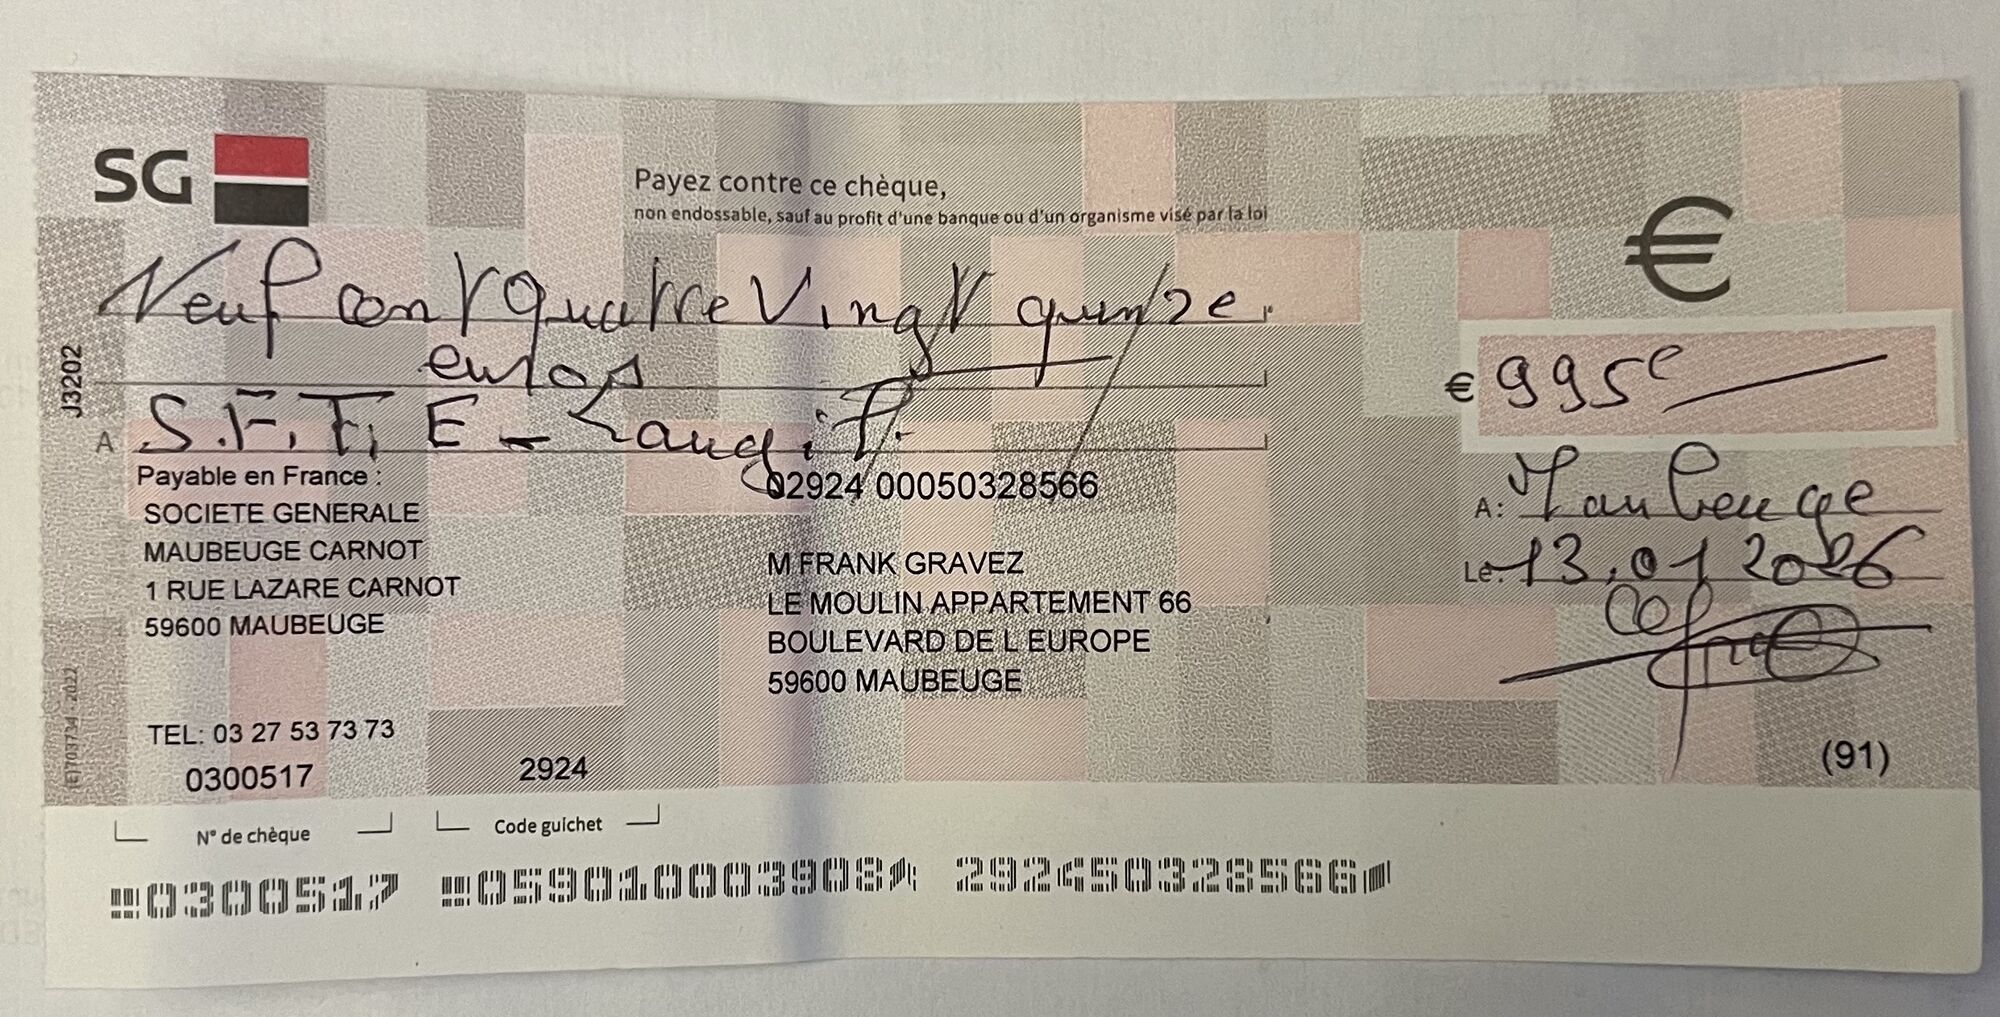 SG
Payez contre ce chèque,
non endossable, sauf au profit d'une banque ou d'un organisme visé par la loi
€
Neuf cent quatre vingt quinze
euros
€ 995€
J3202
A S.F.T.E - Langif.
A: Maubeuge
Le: 13.01 2026
Payable en France :
SOCIETE GENERALE
MAUBEUGE CARNOT
1 RUE LAZARE CARNOT
59600 MAUBEUGE
02924 00050328566
M FRANK GRAVEZ
LE MOULIN APPARTEMENT 66
BOULEVARD DE L EUROPE
59600 MAUBEUGE
TEL: 03 27 53 73 73
0300517
2924
(91)
N° de chèque
Code guichet
0300517 059010003908 292450328566